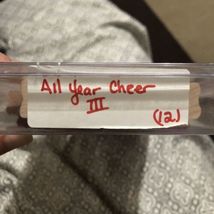 All Year Cheer
III
(12)